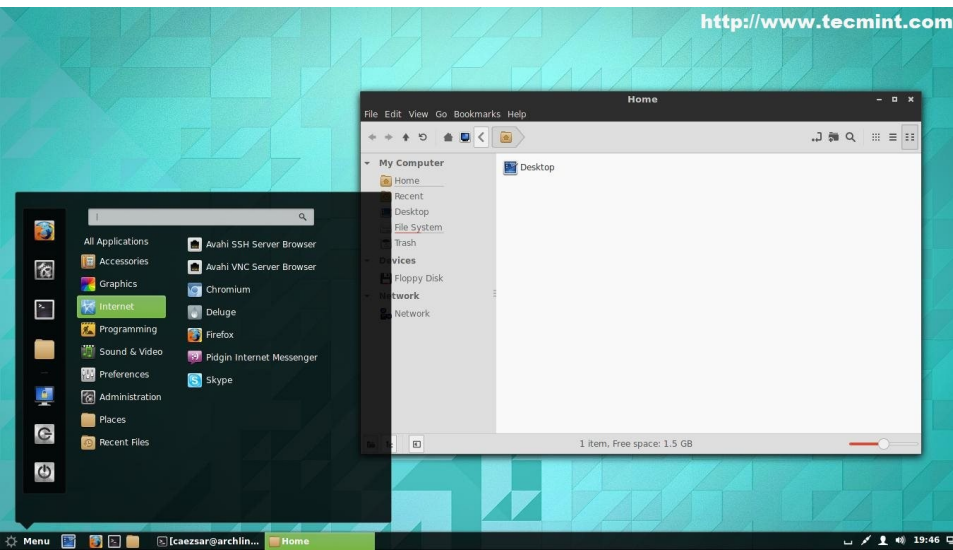 http://www.tecmint.com
Home
File Edit View Go Bookmarks Help
My Computer
Home
Recent
Desktop
File System
Trash
Devices
Floppy Disk
Network
Network
Desktop
1 item, Free space: 1.5 GB
All Applications
Accessories
Graphics
Internet
Programming
Sound & Video
Preferences
Administration
Places
Recent Files
Avahi SSH Server Browser
Avahi VNC Server Browser
Chromium
Deluge
Firefox
Pidgin Internet Messenger
Skype
Menu
[caezsar@archlin...
Home
19:46